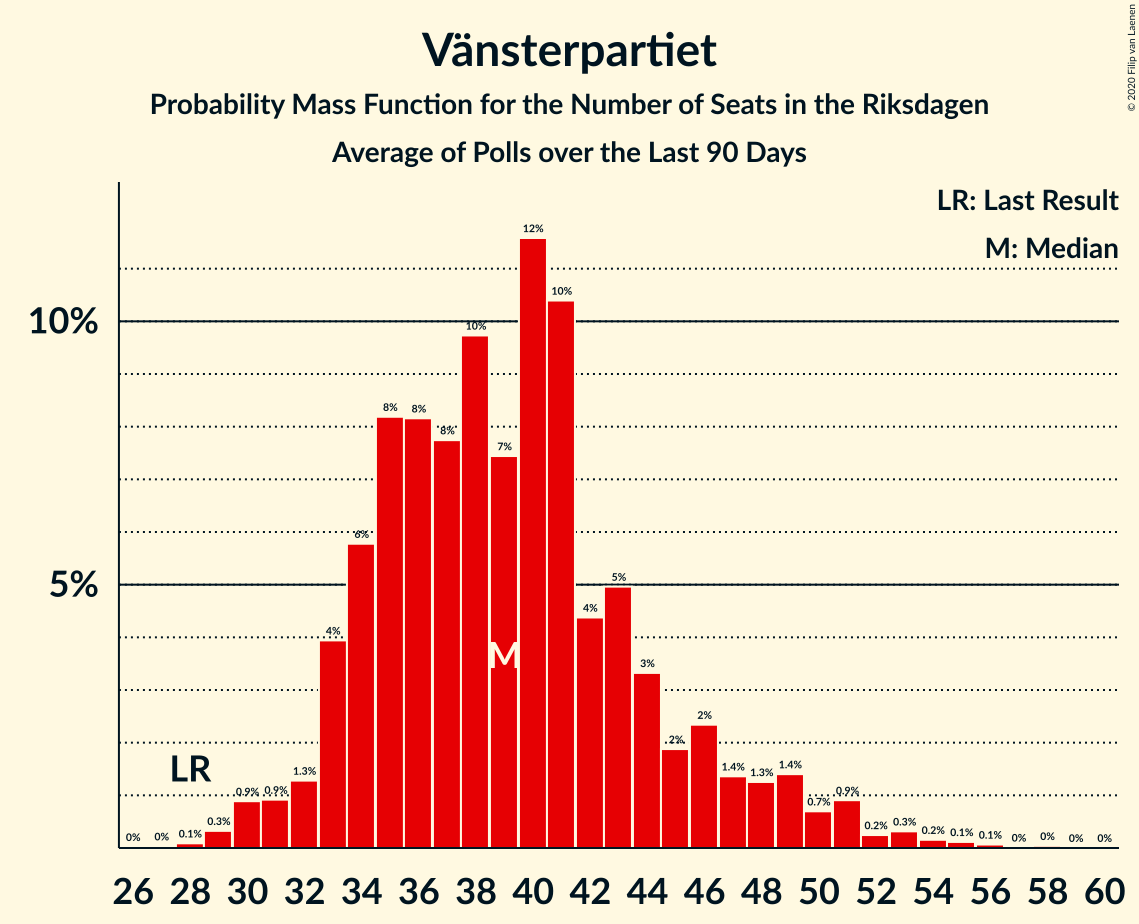 Vänsterpartiet
Probability Mass Function for the Number of Seats in the Riksdagen
Average of Polls over the Last 90 Days
© 2020 Filip van Laenen
LR: Last Result
M: Median
10%
5%
0% 0% 0.1% 0.3% 0.9% 0.9% 1.3% 4% 6% 8% 8% 8% 10% 7% 12% 10% 4% 5% 3% 2% 2% 1.4% 1.3% 1.4% 0.7% 0.9% 0.2% 0.3% 0.2% 0.1% 0.1% 0% 0% 0% 0%
LR
M
26 28 30 32 34 36 38 40 42 44 46 48 50 52 54 56 58 60